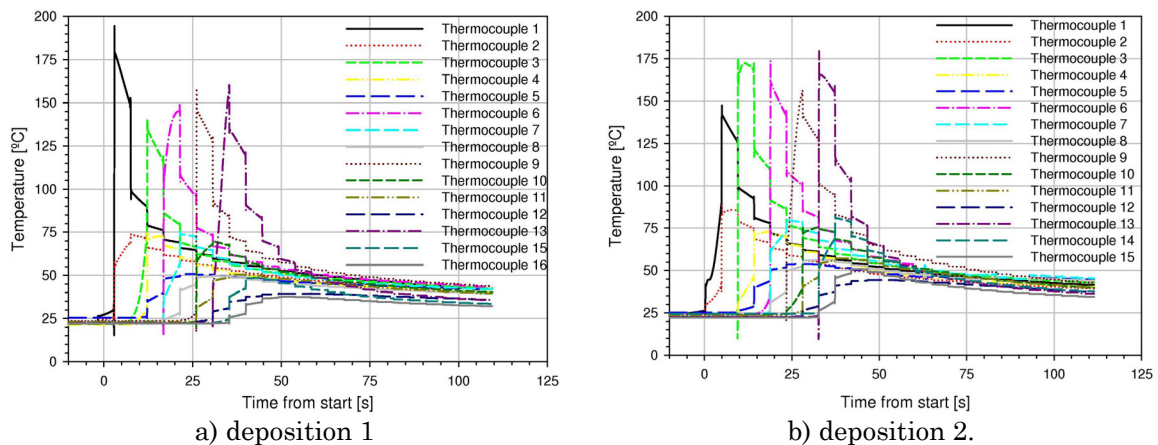 200
175
150
125
100
75
50
25
0
Temperature [ºC]
Thermocouple 1
Thermocouple 2
Thermocouple 3
Thermocouple 4
Thermocouple 5
Thermocouple 6
Thermocouple 7
Thermocouple 8
Thermocouple 9
Thermocouple 10
Thermocouple 11
Thermocouple 12
Thermocouple 13
Thermocouple 15
Thermocouple 16
0 25 50 75 100 125
Time from start [s]
a) deposition 1
200
175
150
125
100
75
50
25
0
Temperature [ºC]
Thermocouple 1
Thermocouple 2
Thermocouple 3
Thermocouple 4
Thermocouple 5
Thermocouple 6
Thermocouple 7
Thermocouple 8
Thermocouple 9
Thermocouple 10
Thermocouple 11
Thermocouple 12
Thermocouple 13
Thermocouple 14
Thermocouple 15
0 25 50 75 100 125
Time from start [s]
b) deposition 2.